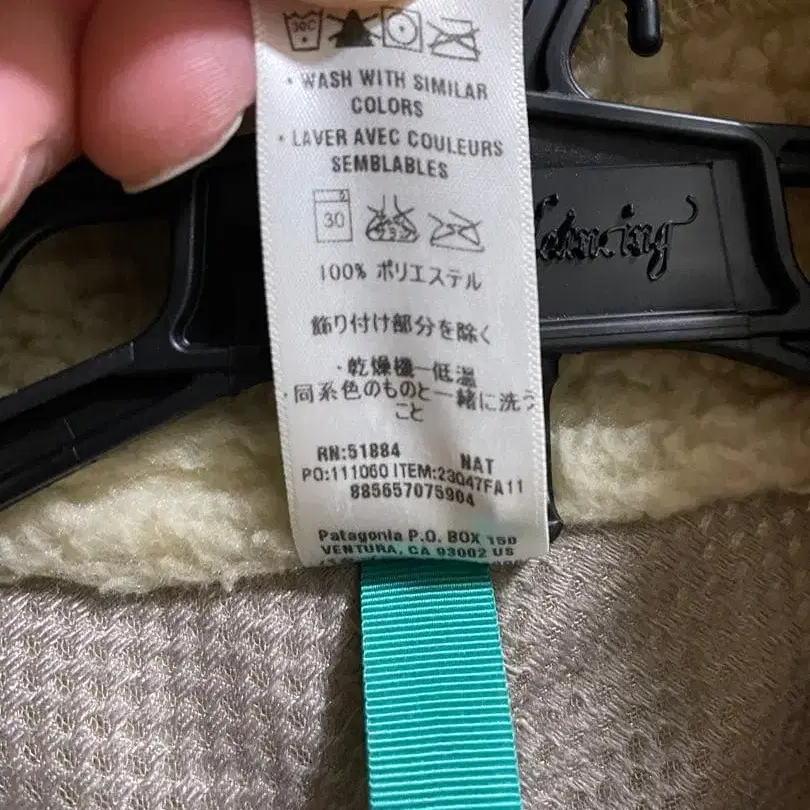 30C
• WASH WITH SIMILAR
COLORS
• LAVER AVEC COULEURS
SEMBLABLES
30
100% ポリエステル
飾り付け部分を除く
・乾燥機一低温
・同系色のものと一緒に洗う
こと
RN:51884 NAT
PO:111060 ITEM:23047FA11
885657075904
Patagonia P.O. BOX 150
VENTURA, CA 93002 US